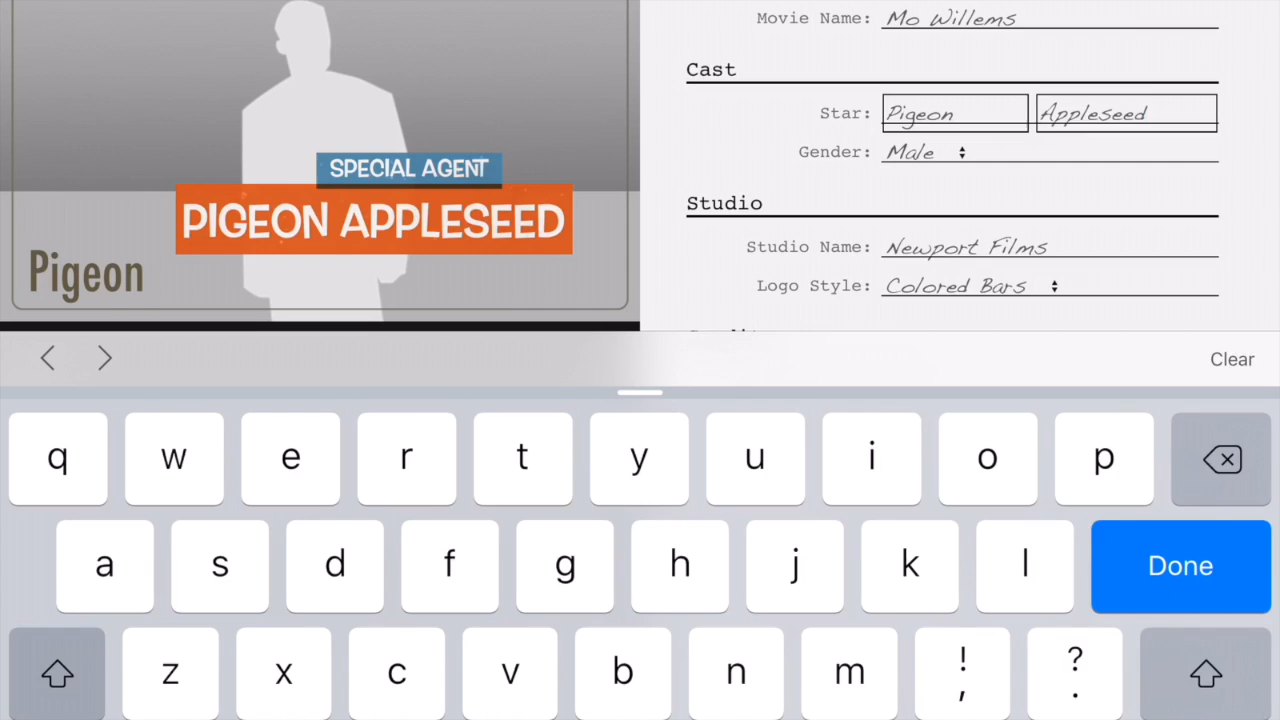 Movie Name: Mo Willems
Cast
Star: Pigeon Appleseed
Gender: Male
Studio
Studio Name: Newport Films
Logo Style: Colored Bars
SPECIAL AGENT
PIGEON APPLESEED
Pigeon
Clear
q w e r t y u i o p
a s d f g h j k l Done
z x c v b n m ! , ? .